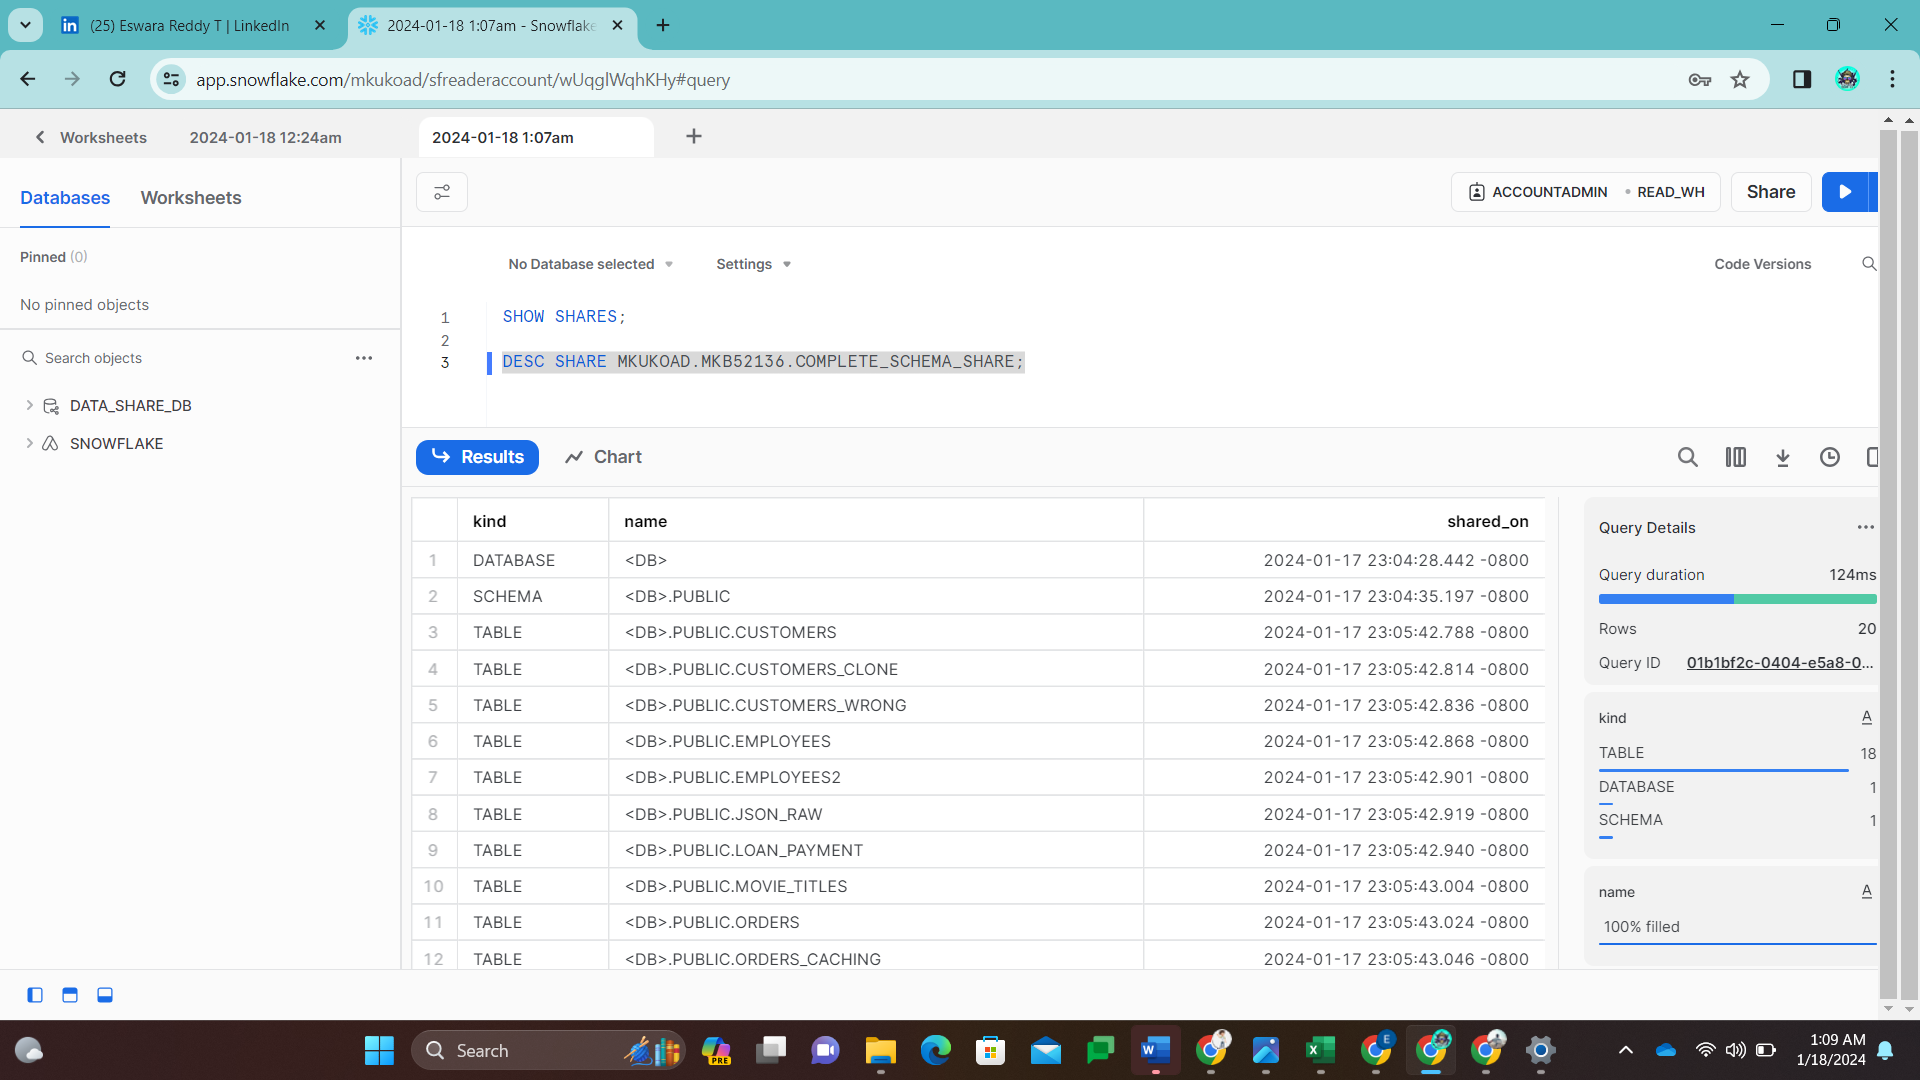 (25) Eswara Reddy T | LinkedIn
2024-01-18 1:07am - Snowflake
app.snowflake.com/mkukoad/sfreaderaccount/wUqglWqhKHy#query
Worksheets 2024-01-18 12:24am 2024-01-18 1:07am
Databases Worksheets
ACCOUNTADMIN • READ_WH Share
Pinned (0)
No pinned objects
Search objects
DATA_SHARE_DB
SNOWFLAKE
No Database selected Settings Code Versions
1 SHOW SHARES;
2
3 DESC SHARE MKUKOAD.MKB52136.COMPLETE_SCHEMA_SHARE;
Results Chart
kind name shared_on
1 DATABASE <DB> 2024-01-17 23:04:28.442 -0800
2 SCHEMA <DB>.PUBLIC 2024-01-17 23:04:35.197 -0800
3 TABLE <DB>.PUBLIC.CUSTOMERS 2024-01-17 23:05:42.788 -0800
4 TABLE <DB>.PUBLIC.CUSTOMERS_CLONE 2024-01-17 23:05:42.814 -0800
5 TABLE <DB>.PUBLIC.CUSTOMERS_WRONG 2024-01-17 23:05:42.836 -0800
6 TABLE <DB>.PUBLIC.EMPLOYEES 2024-01-17 23:05:42.868 -0800
7 TABLE <DB>.PUBLIC.EMPLOYEES2 2024-01-17 23:05:42.901 -0800
8 TABLE <DB>.PUBLIC.JSON_RAW 2024-01-17 23:05:42.919 -0800
9 TABLE <DB>.PUBLIC.LOAN_PAYMENT 2024-01-17 23:05:42.940 -0800
10 TABLE <DB>.PUBLIC.MOVIE_TITLES 2024-01-17 23:05:43.004 -0800
11 TABLE <DB>.PUBLIC.ORDERS 2024-01-17 23:05:43.024 -0800
12 TABLE <DB>.PUBLIC.ORDERS_CACHING 2024-01-17 23:05:43.046 -0800
Query Details
Query duration 124ms
Rows 20
Query ID 01b1bf2c-0404-e5a8-0...
kind A
TABLE 18
DATABASE 1
SCHEMA 1
name A
100% filled
Search
PRE
E
1:09 AM
1/18/2024